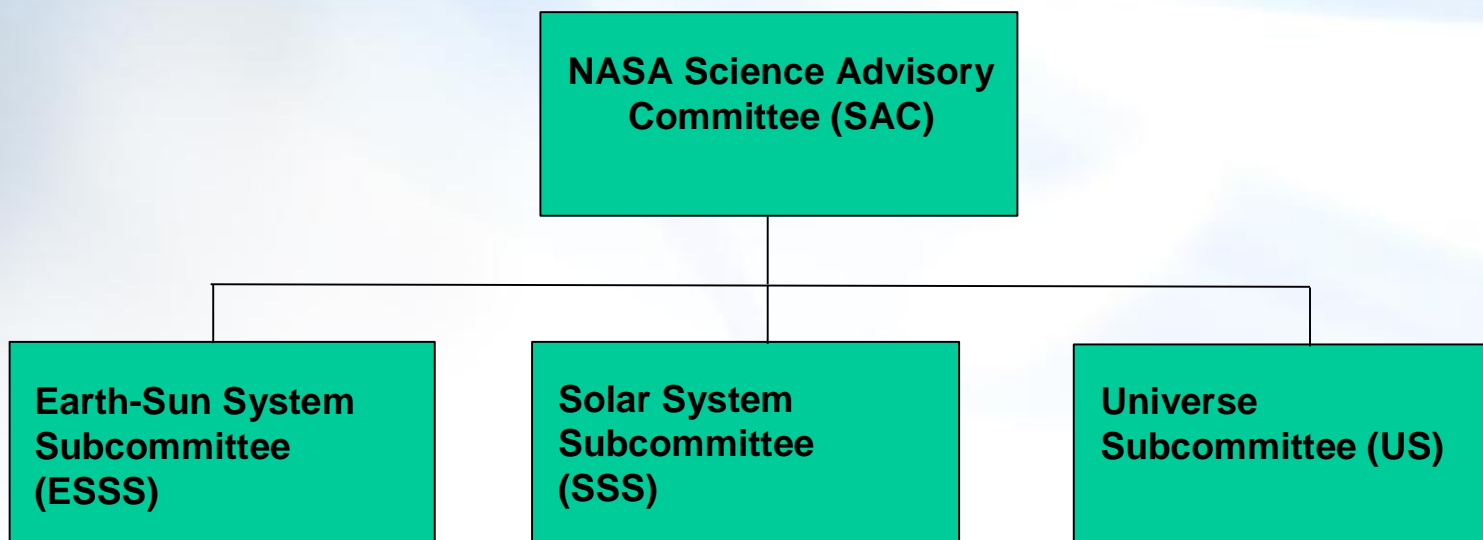 NASA Science Advisory
Committee (SAC)
Earth-Sun System
Subcommittee
(ESSS)
Solar System
Subcommittee
(SSS)
Universe
Subcommittee (US)